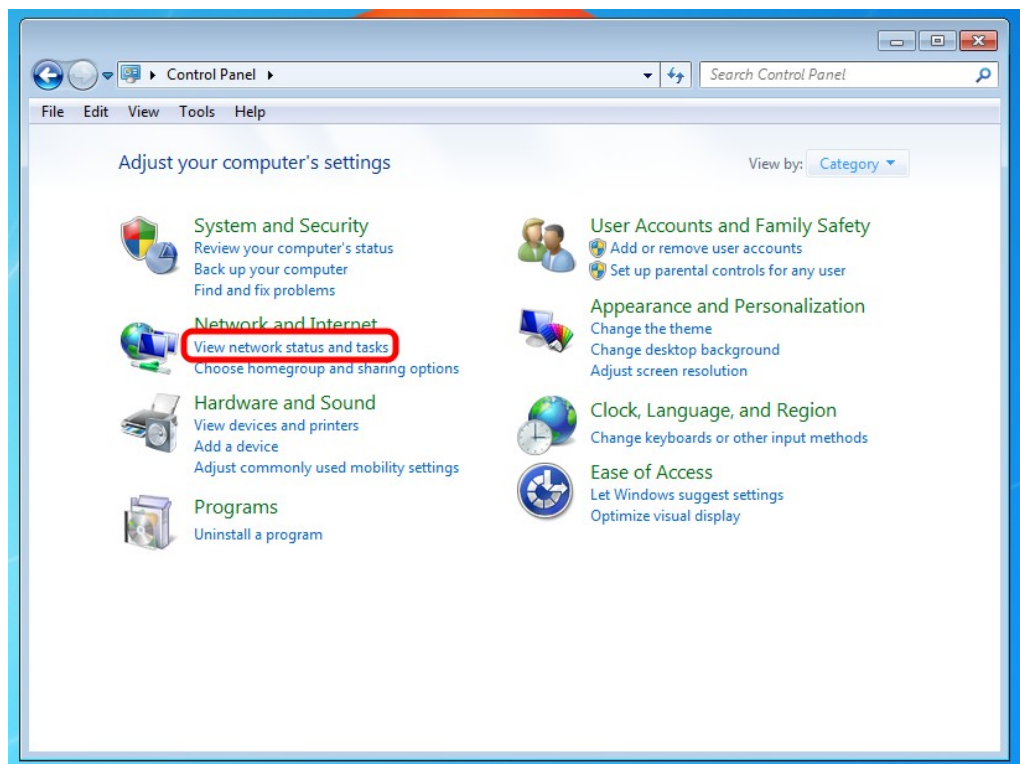 Control Panel
Search Control Panel
File Edit View Tools Help
Adjust your computer's settings
View by: Category
System and Security
Review your computer's status
Back up your computer
Find and fix problems
Network and Internet
View network status and tasks
Choose homegroup and sharing options
Hardware and Sound
View devices and printers
Add a device
Adjust commonly used mobility settings
Programs
Uninstall a program
User Accounts and Family Safety
Add or remove user accounts
Set up parental controls for any user
Appearance and Personalization
Change the theme
Change desktop background
Adjust screen resolution
Clock, Language, and Region
Change keyboards or other input methods
Ease of Access
Let Windows suggest settings
Optimize visual display